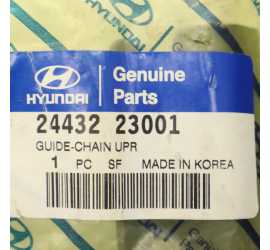 HYUNDAI
Genuine
Parts
24432 23001
GUIDE-CHAIN UPR
1 PC SF MADE IN KOREA